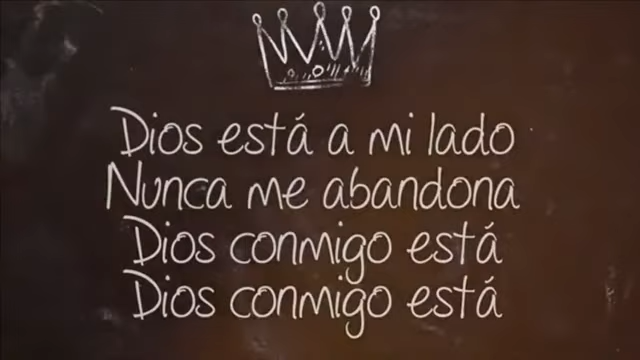 Dios está a mi lado
Nunca me abandona
Dios conmigo está
Dios conmigo está